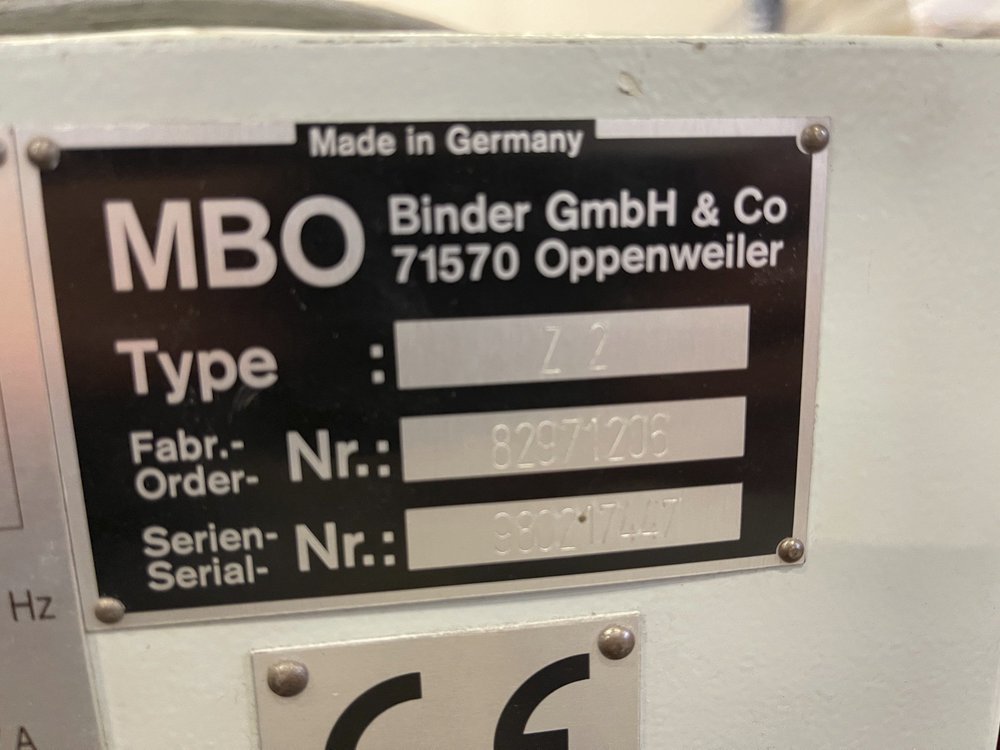 Made in Germany
MBO
Binder GmbH & Co
71570 Oppenweiler
Type : Z 2
Fabr.-
Order- Nr.: 82971206
Serien-
Serial- Nr.: 980217447
Hz
A
CE